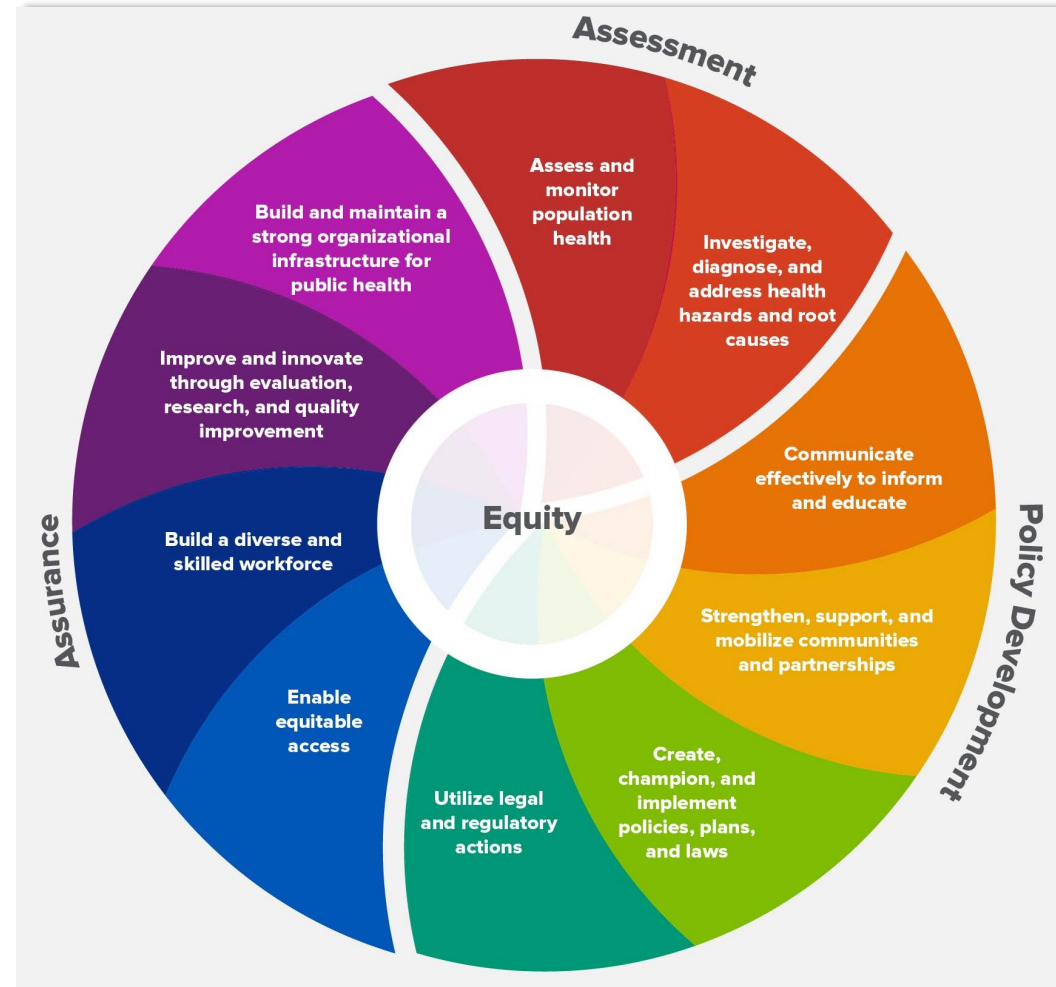 Assessment
Assess and
monitor
population
health
Investigate,
diagnose, and
address health
hazards and root
causes
Policy Development
Communicate
effectively to inform
and educate
Strengthen, support, and
mobilize communities
and partnerships
Create,
champion, and
implement
policies, plans,
and laws
Utilize legal
and regulatory
actions
Assurance
Enable
equitable
access
Build a diverse and
skilled workforce
Improve and innovate
through evaluation,
research, and quality
improvement
Build and maintain a
strong organizational
infrastructure for
public health
Equity